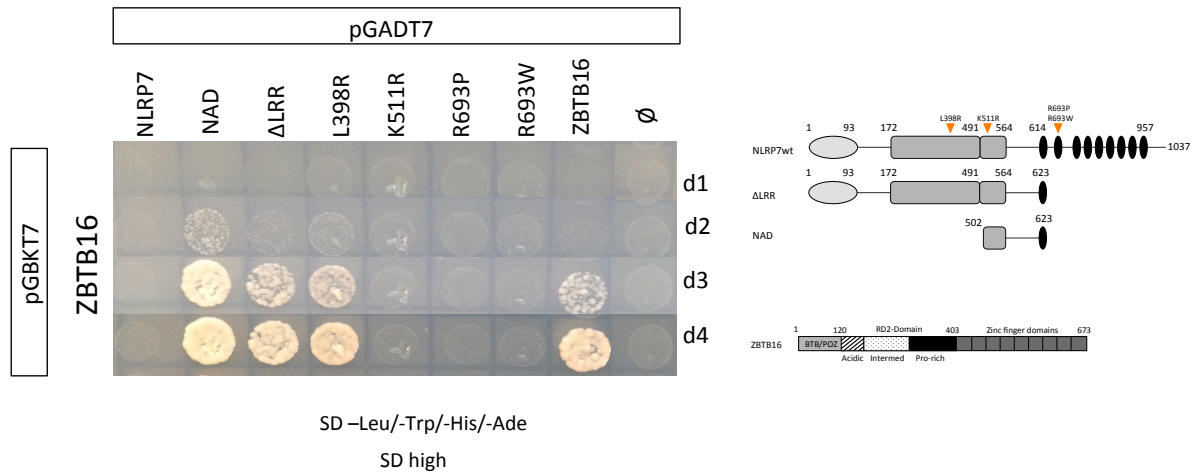 pGADT7
NLRP7 NAD ΔLRR L398R K511R R693P R693W ZBTB16 Ø
pGBKT7
ZBTB16
d1
d2
d3
d4
SD –Leu/-Trp/-His/-Ade
SD high
R693P
R693W
L398R K511R
1 93 172 491 564 614 957
NLRP7wt 1037
1 93 172 491 564 623
ΔLRR
502 623
NAD
1 120 RD2-Domain 403 Zinc finger domains 673
ZBTB16 BTB/POZ
Acidic Intermed Pro-rich